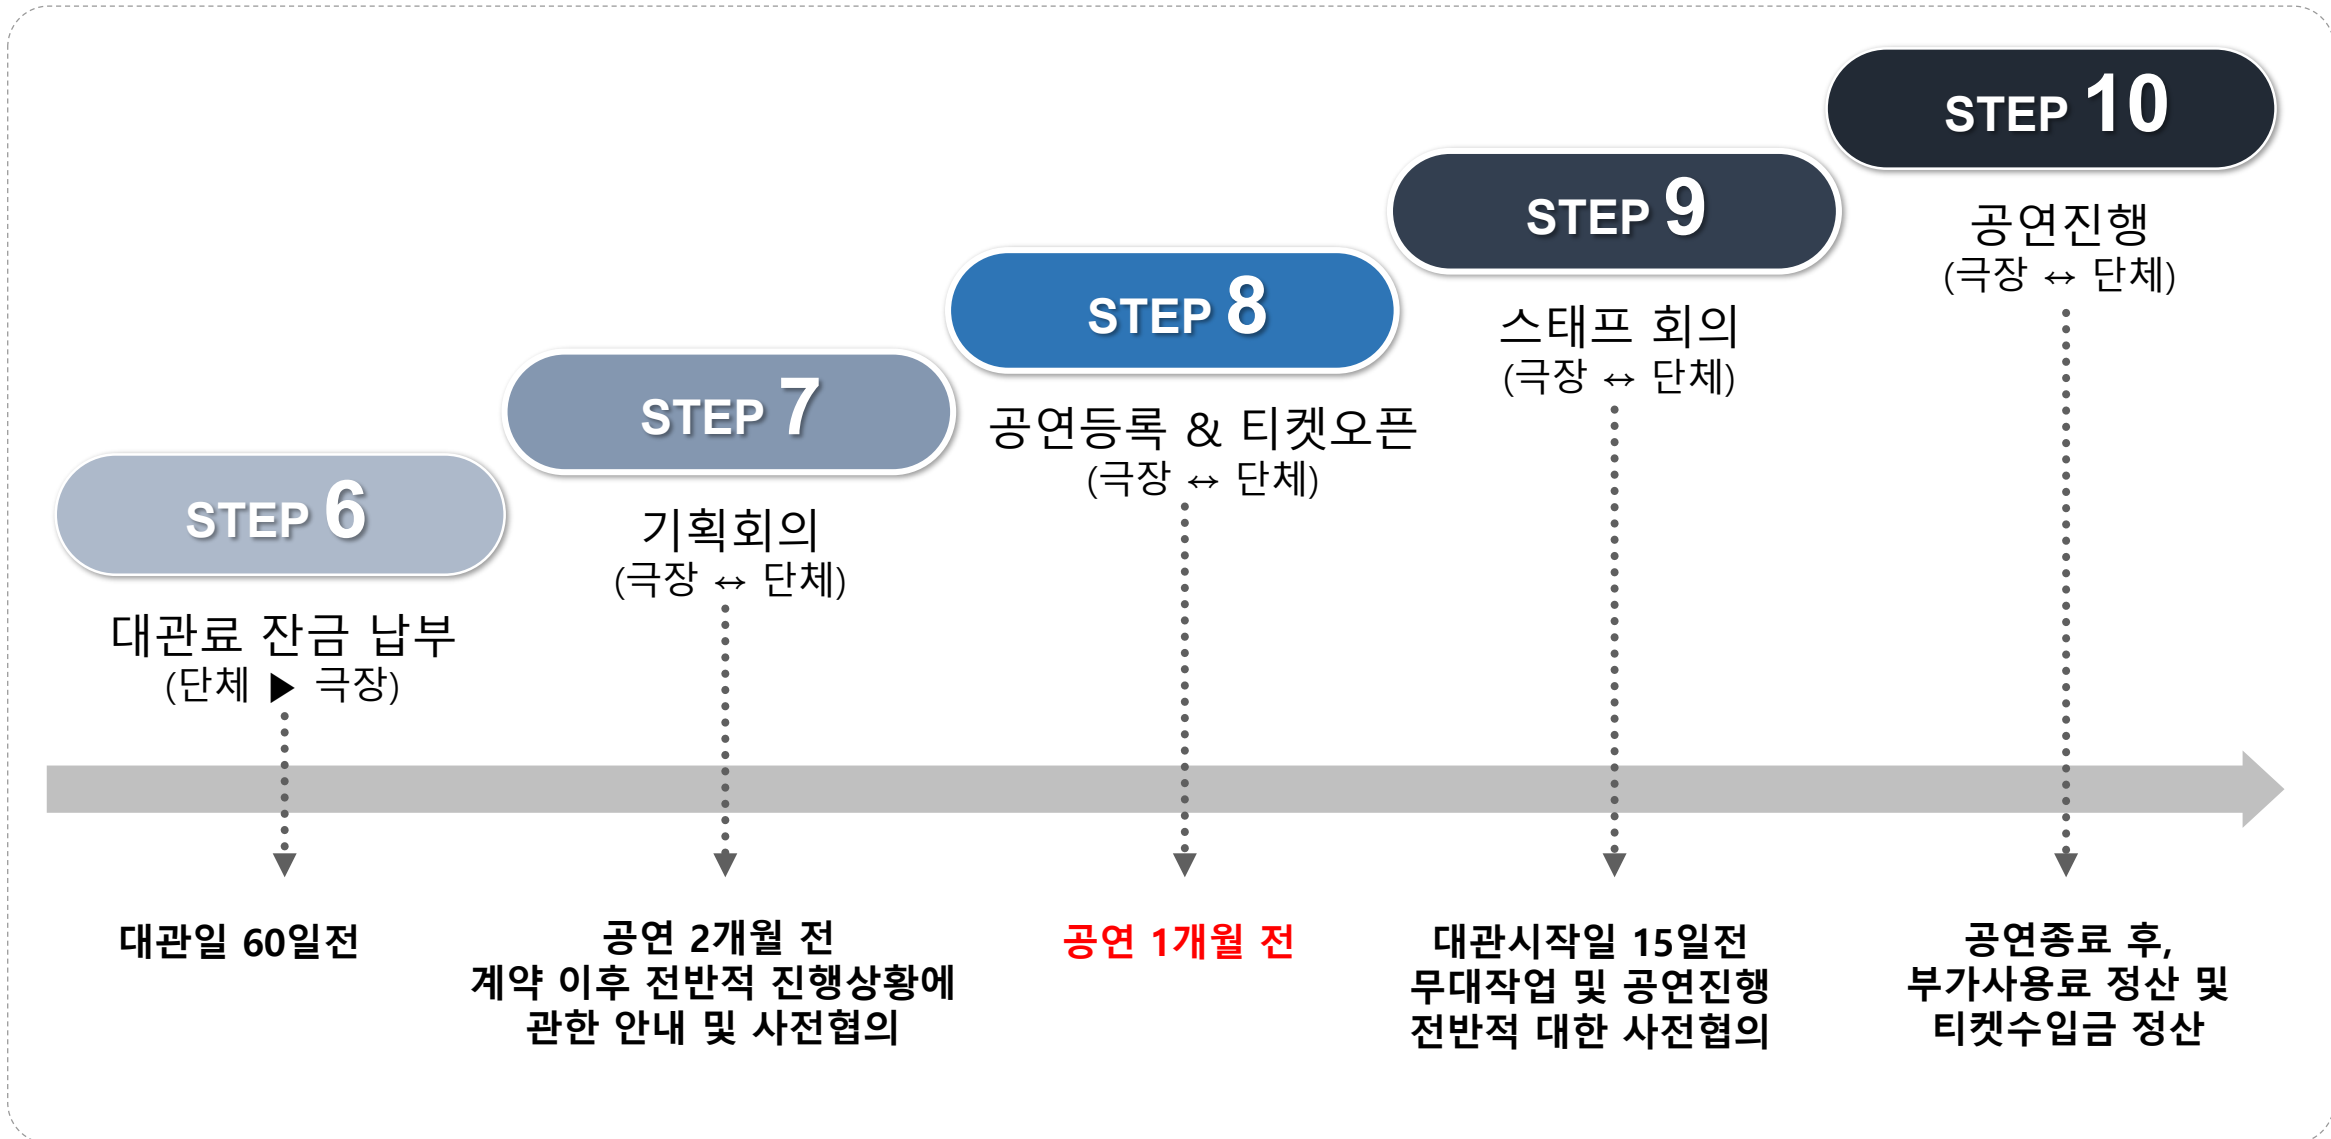 STEP 6
대관료 잔금 납부
(단체 ▶ 극장)
대관일 60일전
STEP 7
기획회의
(극장 ↔ 단체)
공연 2개월 전
계약 이후 전반적 진행상황에
관한 안내 및 사전협의
STEP 8
공연등록 & 티켓오픈
(극장 ↔ 단체)
공연 1개월 전
STEP 9
스태프 회의
(극장 ↔ 단체)
대관시작일 15일전
무대작업 및 공연진행
전반적 대한 사전협의
STEP 10
공연진행
(극장 ↔ 단체)
공연종료 후,
부가사용료 정산 및
티켓수입금 정산